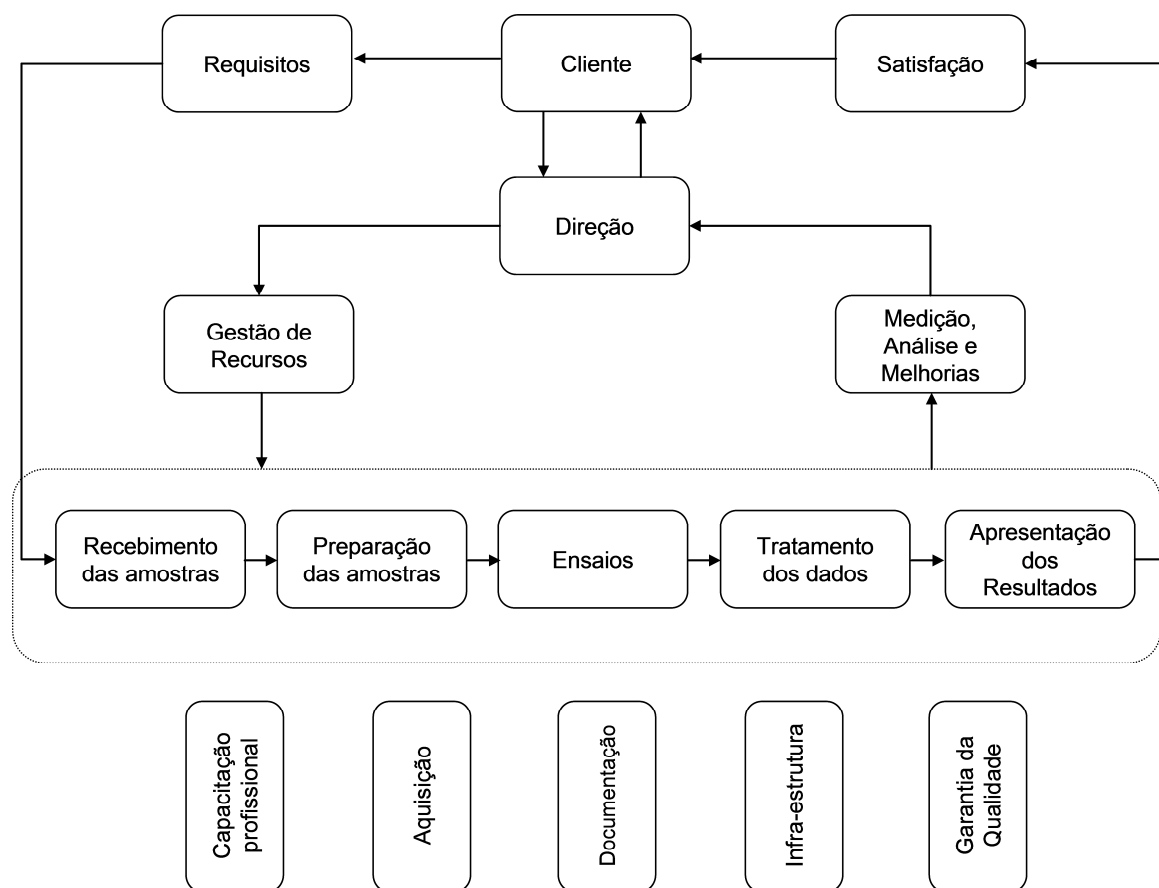 Requisitos
Cliente
Satisfação
Direção
Gestão de
Recursos
Medição,
Análise e
Melhorias
Recebimento
das amostras
Preparação
das amostras
Ensaios
Tratamento
dos dados
Apresentação
dos
Resultados
Capacitação
profissional
Aquisição
Documentação
Infra-estrutura
Garantia da
Qualidade